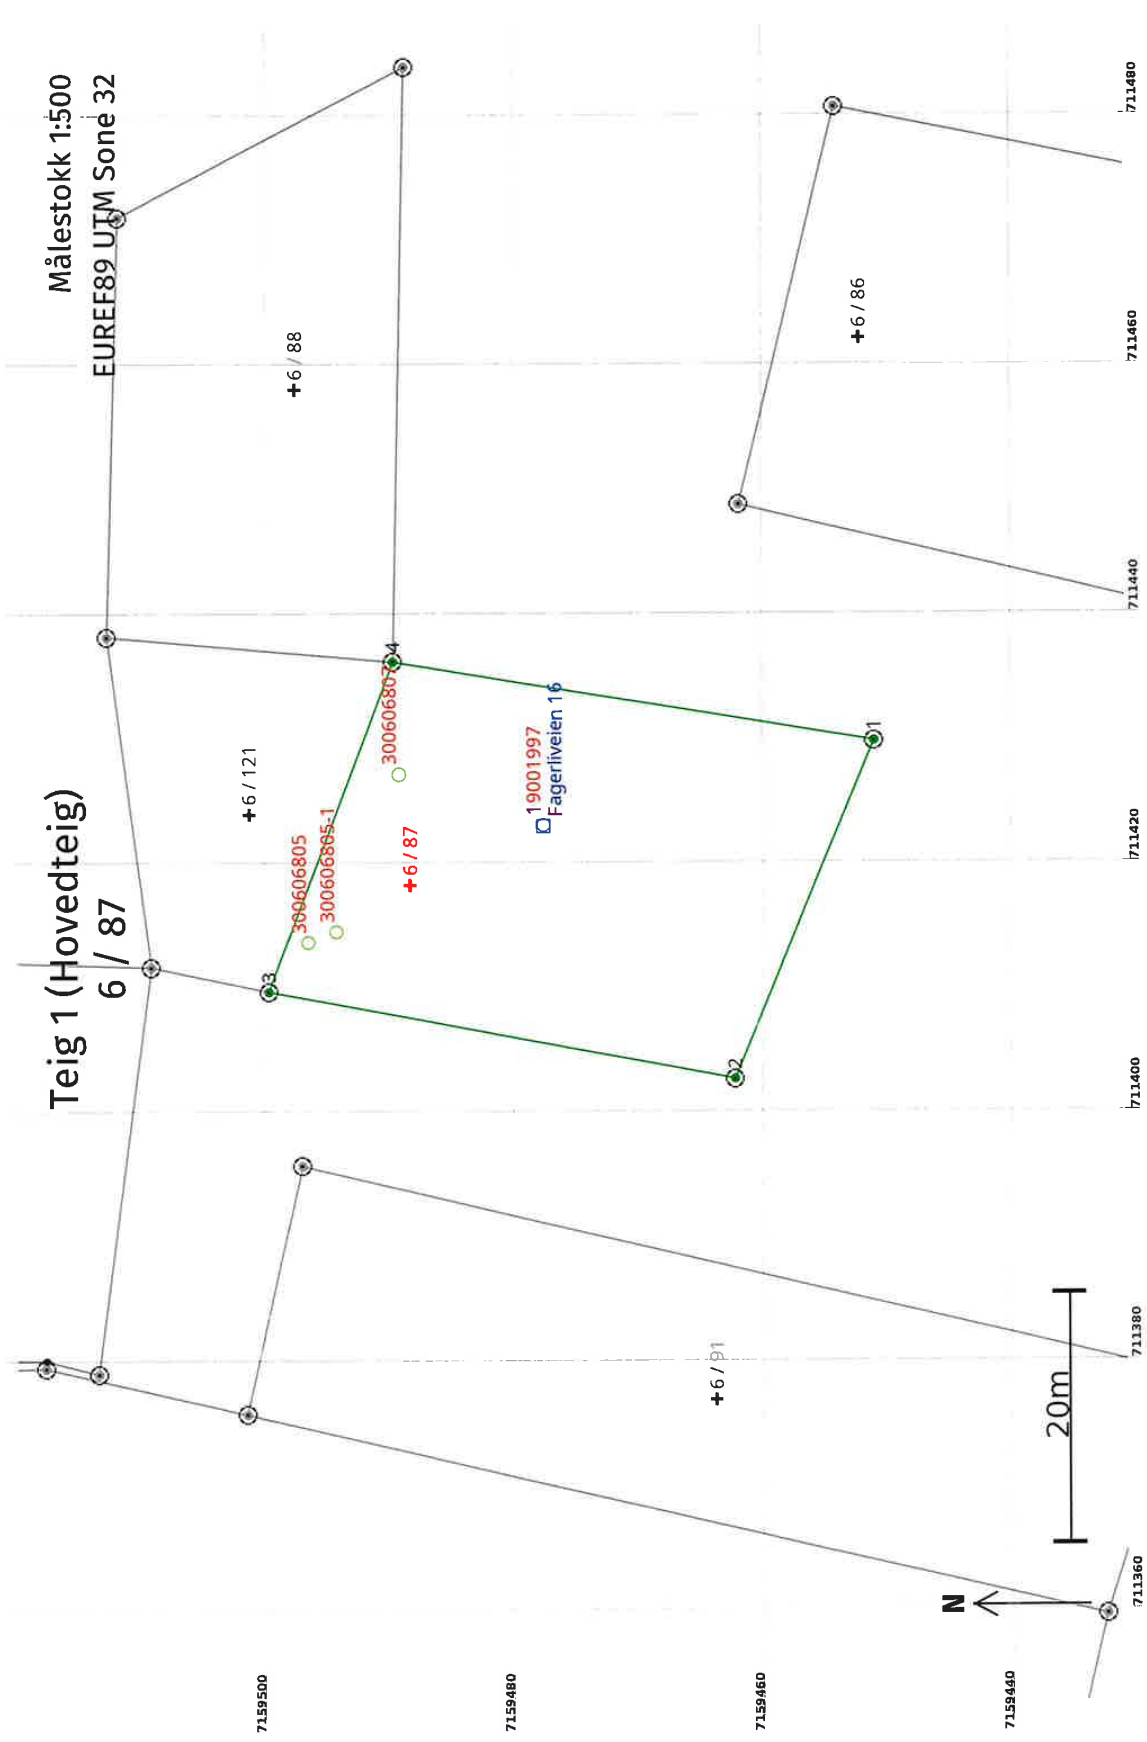 Teig 1 (Hovedteig)
6 / 87
Målestokk 1:500
EUREF89 UTM Sone 32
6 / 121
6 / 88
300606805
300606805-1
300606807
6 / 87
19001997
Fagerliveien 16
3
4
2
1
6 / 86
6 / 91
N
20m
7159500
7159480
7159460
7159440
711360
711380
711400
711420
711440
711460
711480